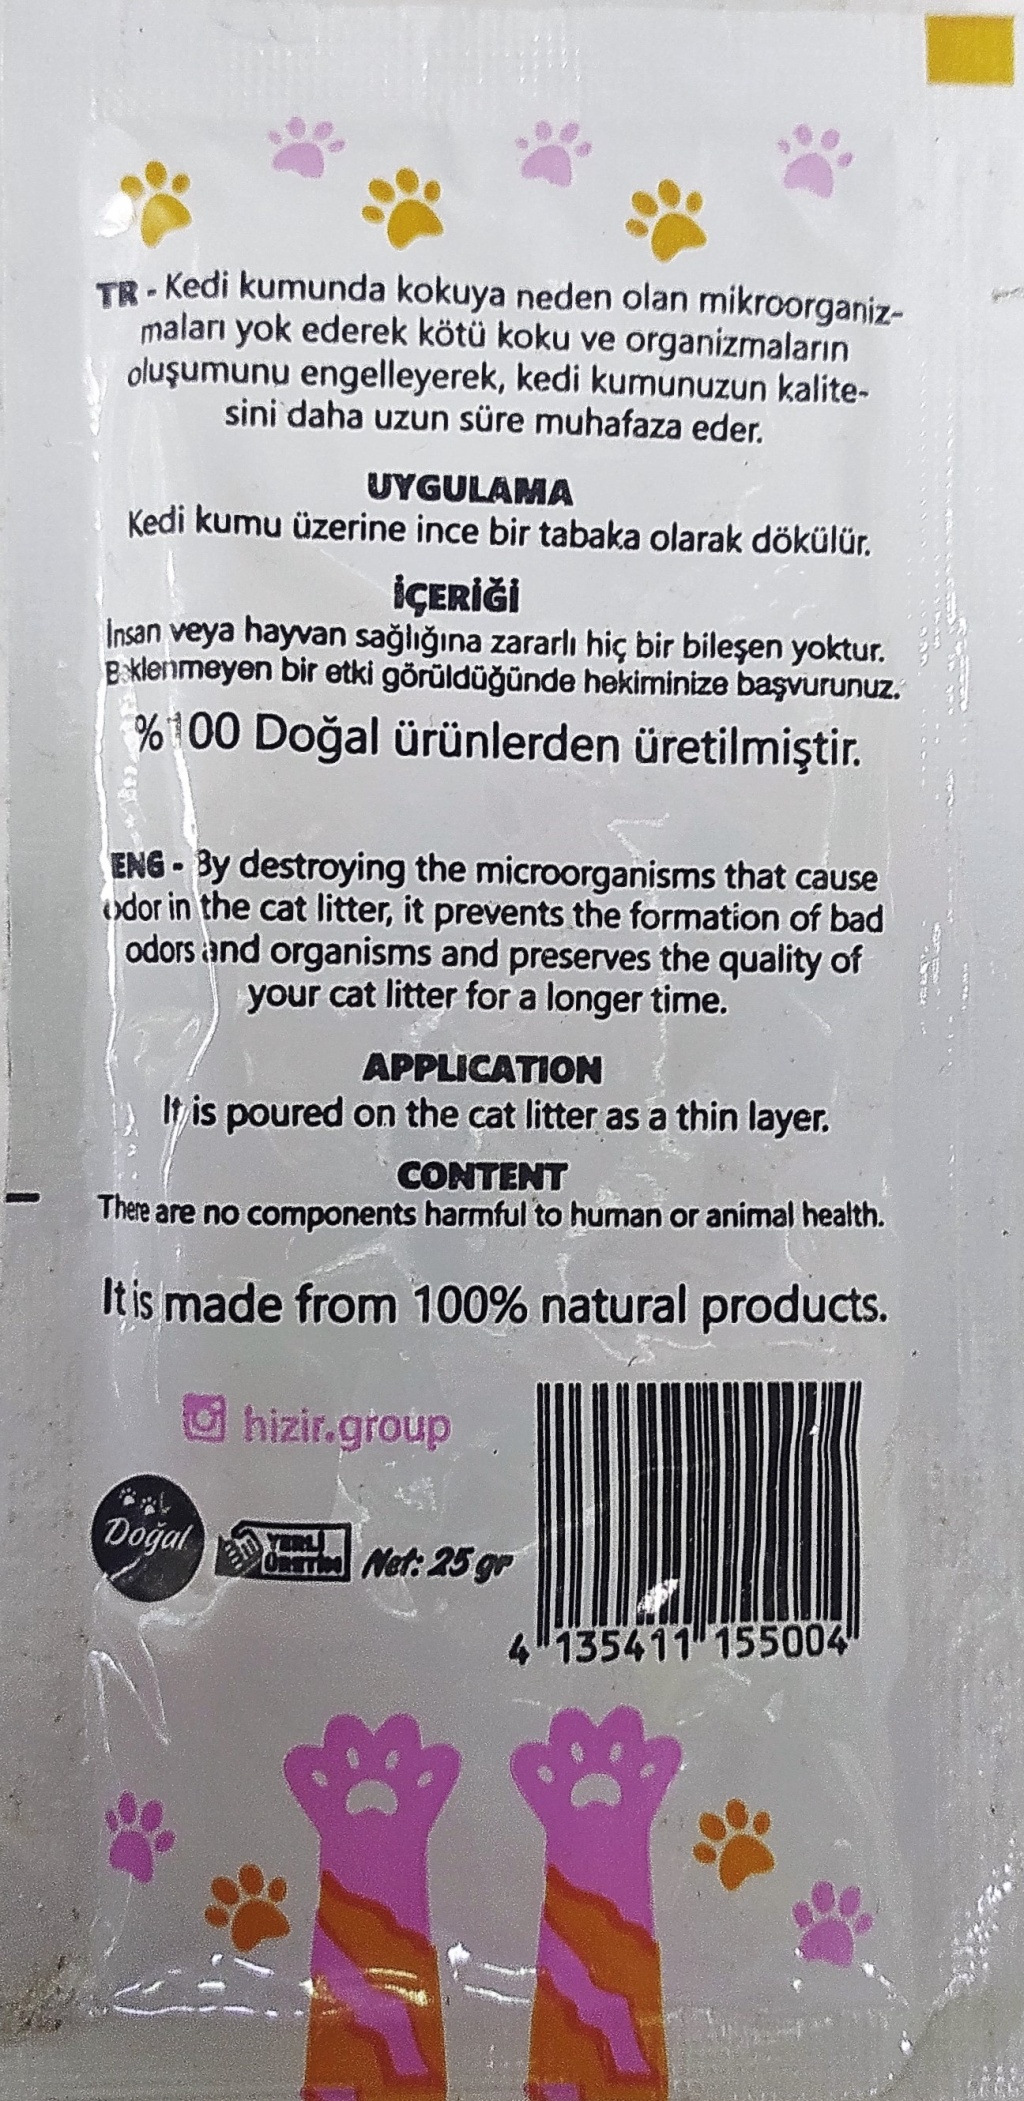 TR - Kedi kumunda kokuya neden olan mikroorganiz-
maları yok ederek kötü koku ve organizmaların
oluşumunu engelleyerek, kedi kumunuzun kalite-
sini daha uzun süre muhafaza eder.
UYGULAMA
Kedi kumu üzerine ince bir tabaka olarak dökülür.
İÇERİĞİ
İnsan veya hayvan sağlığına zararlı hiç bir bileşen yoktur.
Beklenmeyen bir etki görüldüğünde hekiminize başvurunuz.
%100 Doğal ürünlerden üretilmiştir.
ENG - By destroying the microorganisms that cause
odor in the cat litter, it prevents the formation of bad
odors and organisms and preserves the quality of
your cat litter for a longer time.
APPLICATION
It is poured on the cat litter as a thin layer.
CONTENT
There are no components harmful to human or animal health.
It is made from 100% natural products.
hizir.group
Doğal
YERLİ
ÜRETİM
Net: 25 gr
4 135411 155004